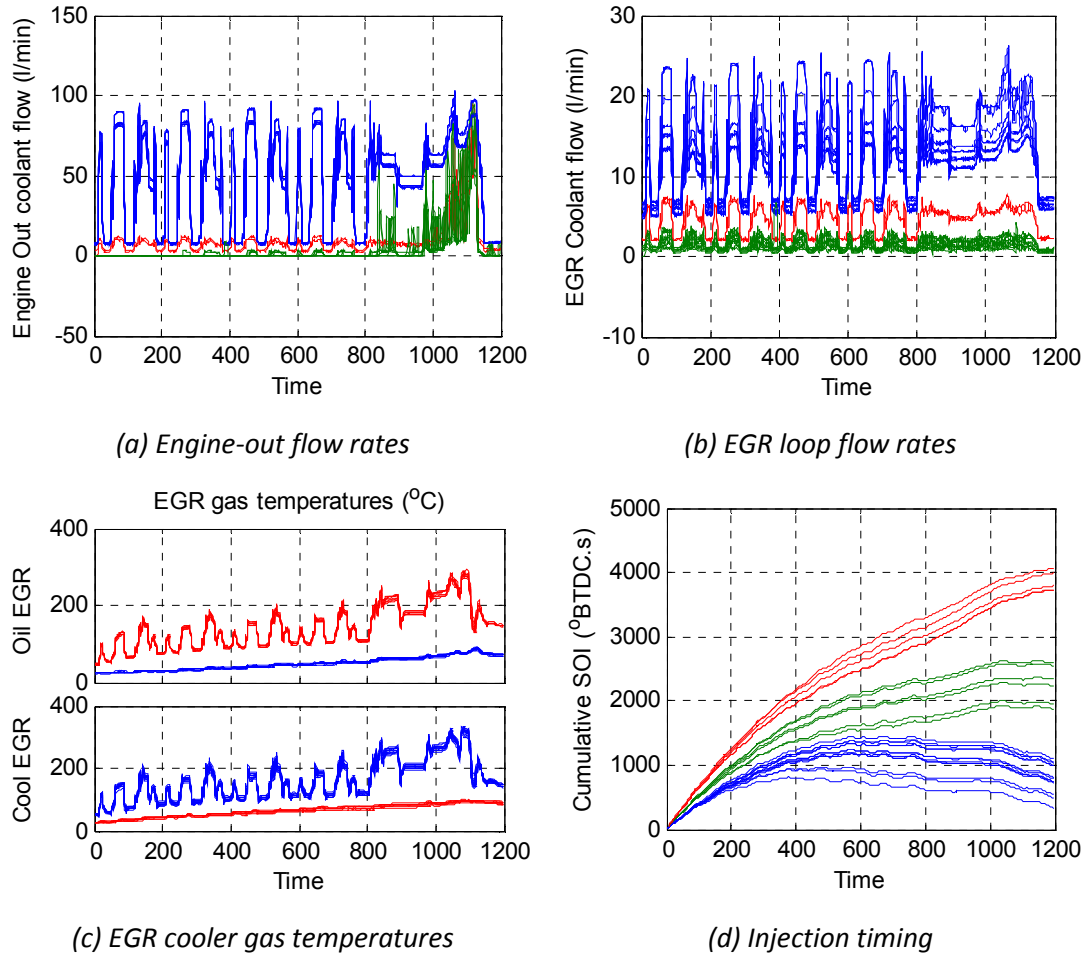 150
100
50
0
-50
Engine Out coolant flow (l/min)
0 200 400 600 800 1000 1200
Time
(a) Engine-out flow rates
30
20
10
0
-10
EGR Coolant flow (l/min)
0 200 400 600 800 1000 1200
Time
(b) EGR loop flow rates
EGR gas temperatures (°C)
400
200
0
Oil EGR
400
200
0
Cool EGR
0 200 400 600 800 1000 1200
Time
(c) EGR cooler gas temperatures
5000
4000
3000
2000
1000
0
Cumulative SOI (°BTDC.s)
0 200 400 600 800 1000 1200
Time
(d) Injection timing